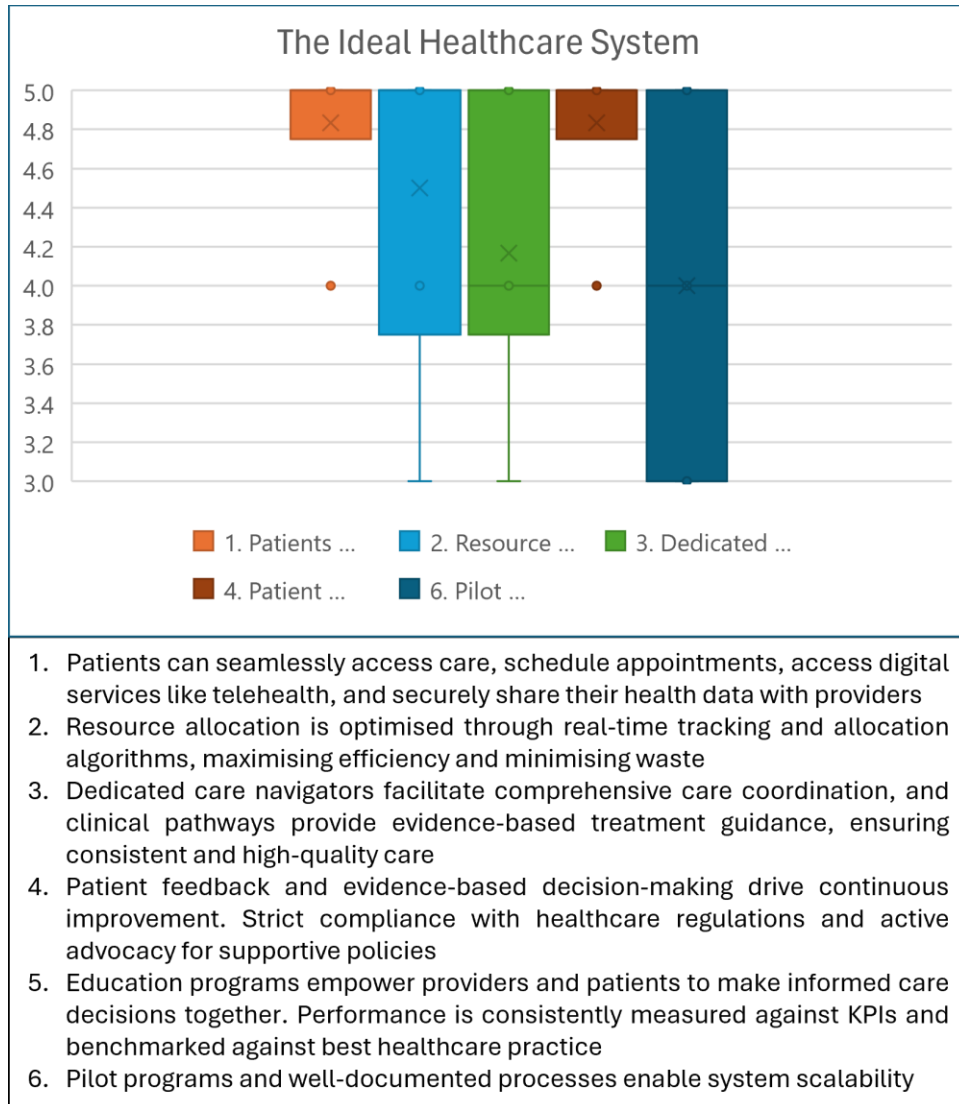 The Ideal Healthcare System
5.0
4.8
4.6
4.4
4.2
4.0
3.8
3.6
3.4
3.2
3.0
1. Patients ...
2. Resource ...
3. Dedicated ...
4. Patient ...
6. Pilot ...
1. Patients can seamlessly access care, schedule appointments, access digital
services like telehealth, and securely share their health data with providers
2. Resource allocation is optimised through real-time tracking and allocation
algorithms, maximising efficiency and minimising waste
3. Dedicated care navigators facilitate comprehensive care coordination, and
clinical pathways provide evidence-based treatment guidance, ensuring
consistent and high-quality care
4. Patient feedback and evidence-based decision-making drive continuous
improvement. Strict compliance with healthcare regulations and active
advocacy for supportive policies
5. Education programs empower providers and patients to make informed care
decisions together. Performance is consistently measured against KPIs and
benchmarked against best healthcare practice
6. Pilot programs and well-documented processes enable system scalability